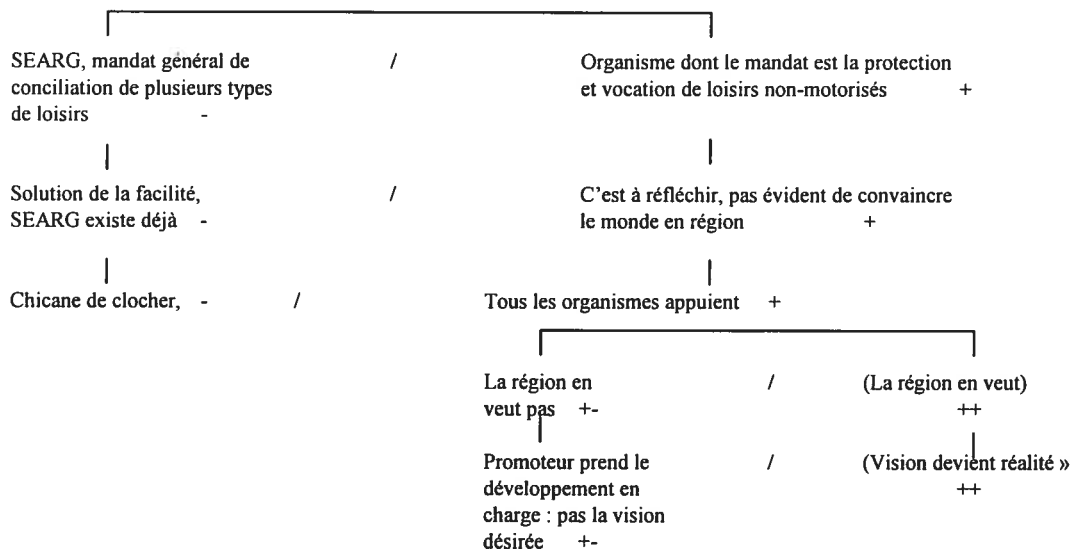 SEARG, mandat général de / Organisme dont le mandat est la protection
conciliation de plusieurs types et vocation de loisirs non-motorisés +
de loisirs -
Solution de la facilité, / C'est à réfléchir, pas évident de convaincre
SEARG existe déjà - le monde en région +
Chicane de clocher, - / Tous les organismes appuient +
La région en / (La région en veut)
veut pas +- ++
Promoteur prend le / (Vision devient réalité »
développement en ++
charge : pas la vision
désirée +-